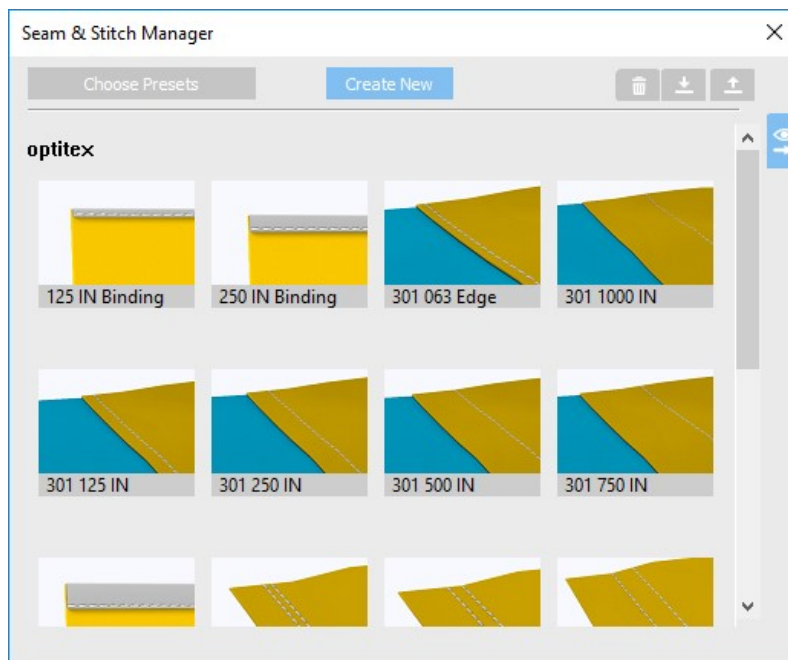 Seam & Stitch Manager
Choose Presets
Create New
optitex
125 IN Binding
250 IN Binding
301 063 Edge
301 1000 IN
301 125 IN
301 250 IN
301 500 IN
301 750 IN